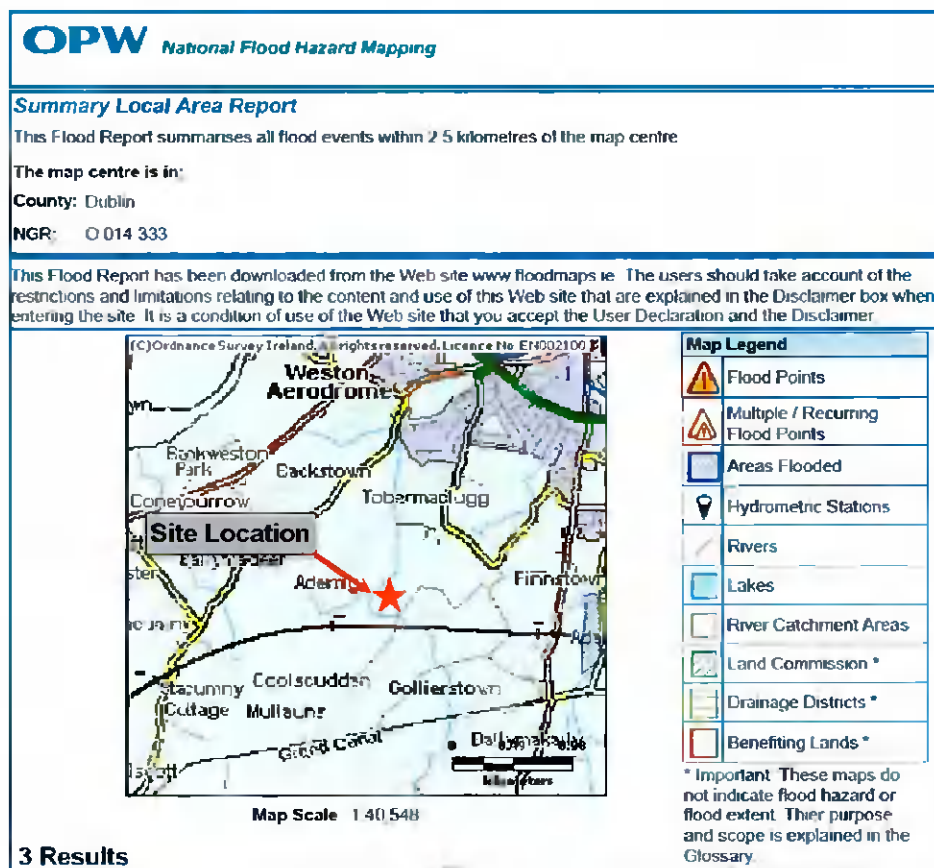 OPW National Flood Hazard Mapping
Summary Local Area Report
This Flood Report summarises all flood events within 2 5 kilometres of the map centre
The map centre is in:
County: Dublin
NGR: O 014 333
This Flood Report has been downloaded from the Web site www floodmaps ie The users should take account of the
restrictions and limitations relating to the content and use of this Web site that are explained in the Disclaimer box when
entering the site It is a condition of use of the Web site that you accept the User Declaration and the Disclaimer
(C)Ordnance Survey Ireland. All rights reserved. Licence No EN002100
Weston
Aerodrome
Backweston
Park
Backstown
Coneyburrow
Tobermaclugg
Site Location
Finnstown
Stacumny
Cottage
Coolscuddan
Gollierstown
Mullauns
Grand Canal
kilometers
Map Scale 1 40 548
Map Legend
Flood Points
Multiple / Recurring
Flood Points
Areas Flooded
Hydrometric Stations
Rivers
Lakes
River Catchment Areas
Land Commission *
Drainage Districts *
Benefiting Lands *
* Important These maps do
not indicate flood hazard or
flood extent Thier purpose
and scope is explained in the
Glossary.
3 Results